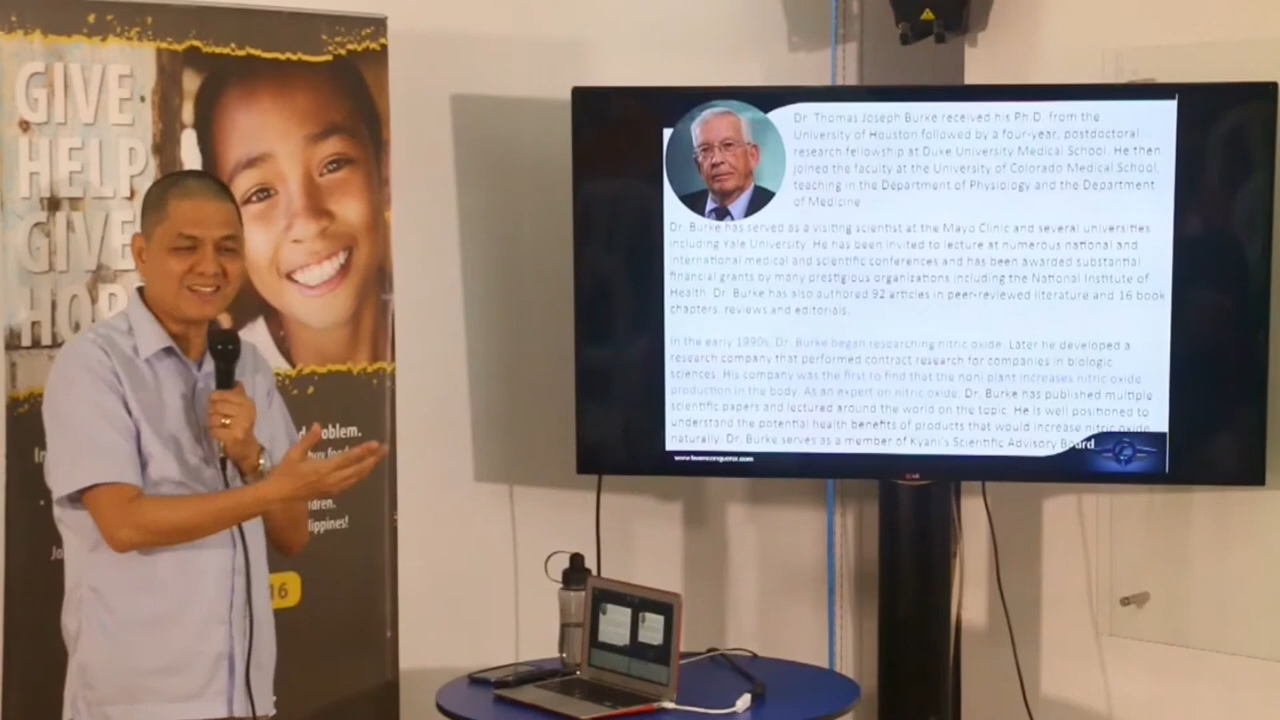 GIVE
HELP
GIVE
HOP
problem.
buy food
ldren.
lippines!
Jo
16
Dr. Thomas Joseph Burke received his Ph.D. from the
University of Houston followed by a four-year, postdoctoral
research fellowship at Duke University Medical School. He then
joined the faculty at the University of Colorado Medical School,
teaching in the Department of Physiology and the Department
of Medicine
Dr. Burke has served as a visiting scientist at the Mayo Clinic and several universities
including Yale University. He has been invited to lecture at numerous national and
international medical and scientific conferences and has been awarded substantial
financial grants by many prestigious organizations including the National Institute of
Health. Dr. Burke has also authored 92 articles in peer-reviewed literature and 16 book
chapters, reviews and editorials.
In the early 1990s, Dr. Burke began researching nitric oxide. Later he developed a
research company that performed contract research for companies in biologic
sciences. His company was the first to find that the noni plant increases nitric oxide
production in the body. As an expert on nitric oxide, Dr. Burke has published multiple
scientific papers and lectured around the world on the topic. He is well positioned to
understand the potential health benefits of products that would increase nitric oxide
naturally. Dr. Burke serves as a member of Kyani's Scientific Advisory Board
www.teamconqueror.com
LG